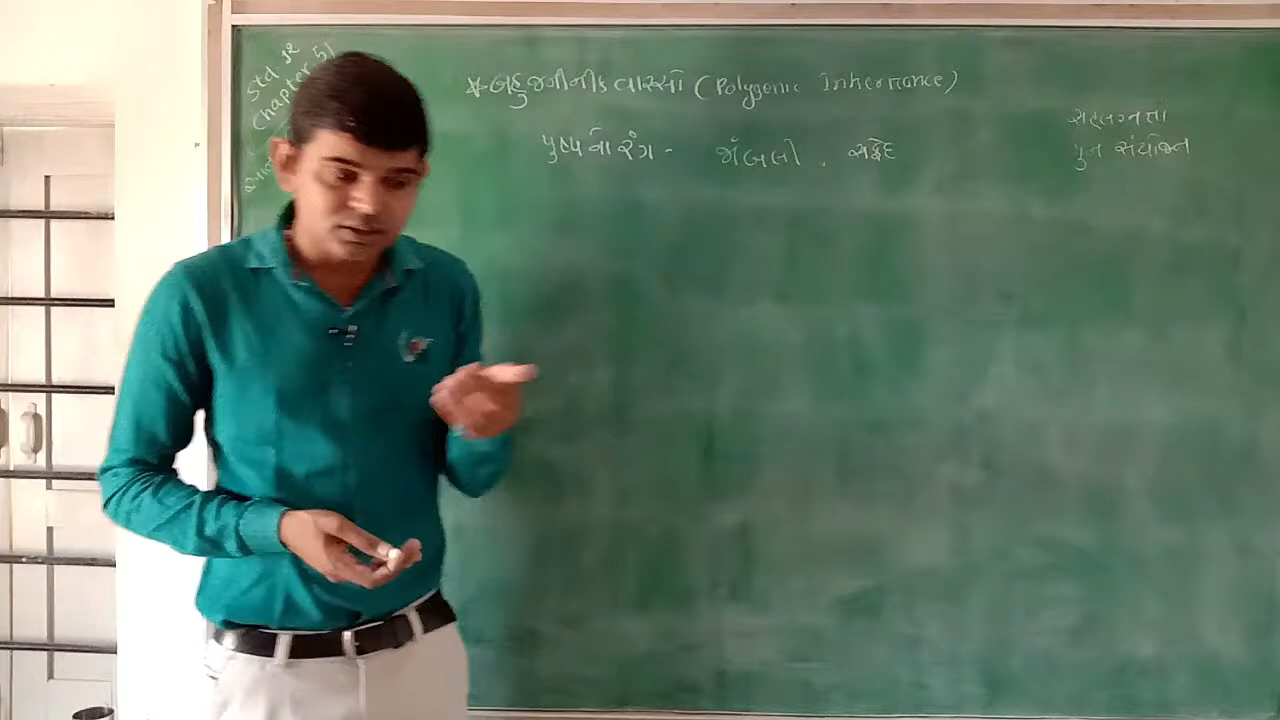 Std-12
Chapter 5
* બહુજનીનીક વારસો (Polygenic Inheritance)
પુષ્પનો રંગ - જાંબલી , સફેદ
સહલગ્નતા
પુન સંયોજન